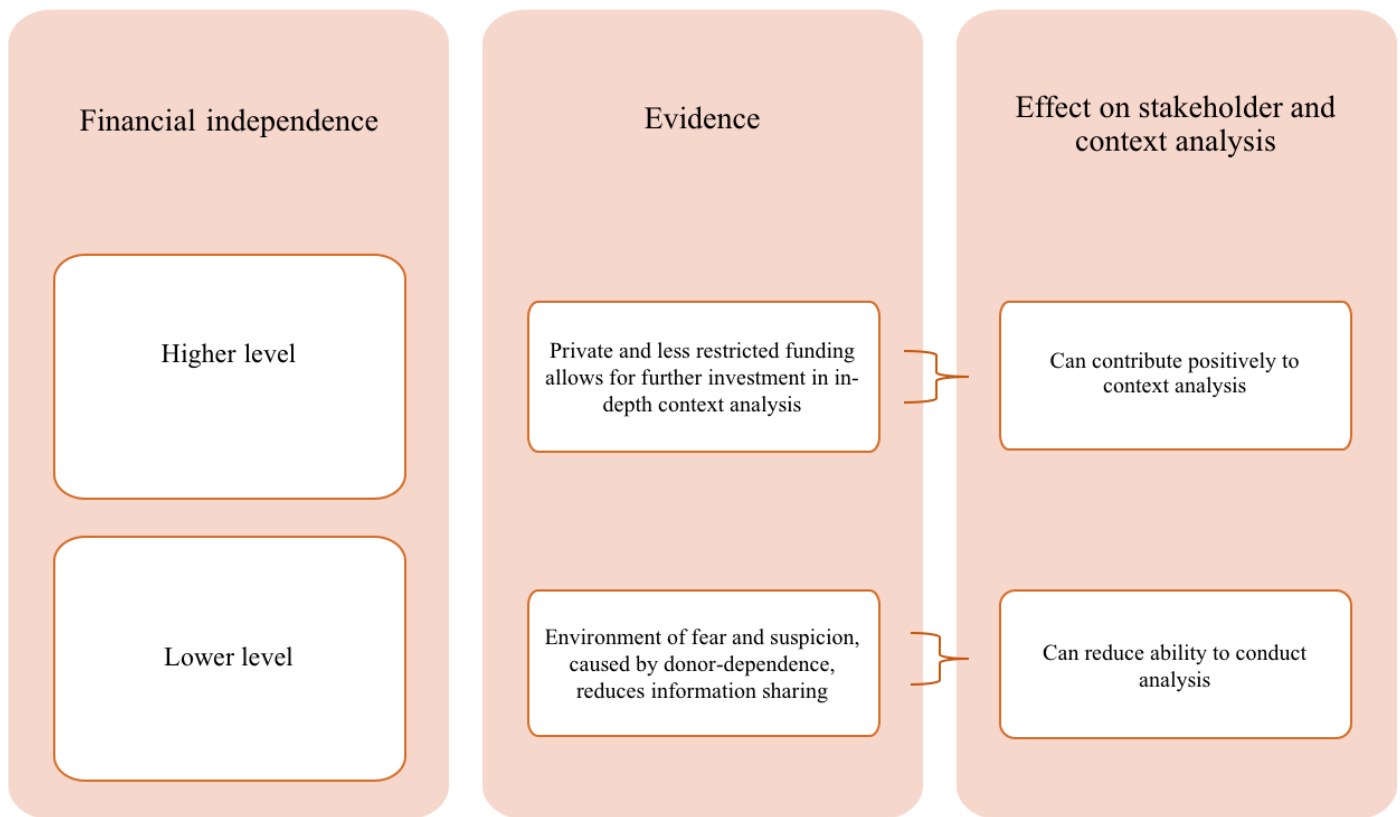 Financial independence
Evidence
Effect on stakeholder and
context analysis
Higher level
Private and less restricted funding
allows for further investment in in-
depth context analysis
Can contribute positively to
context analysis
Lower level
Environment of fear and suspicion,
caused by donor-dependence,
reduces information sharing
Can reduce ability to conduct
analysis